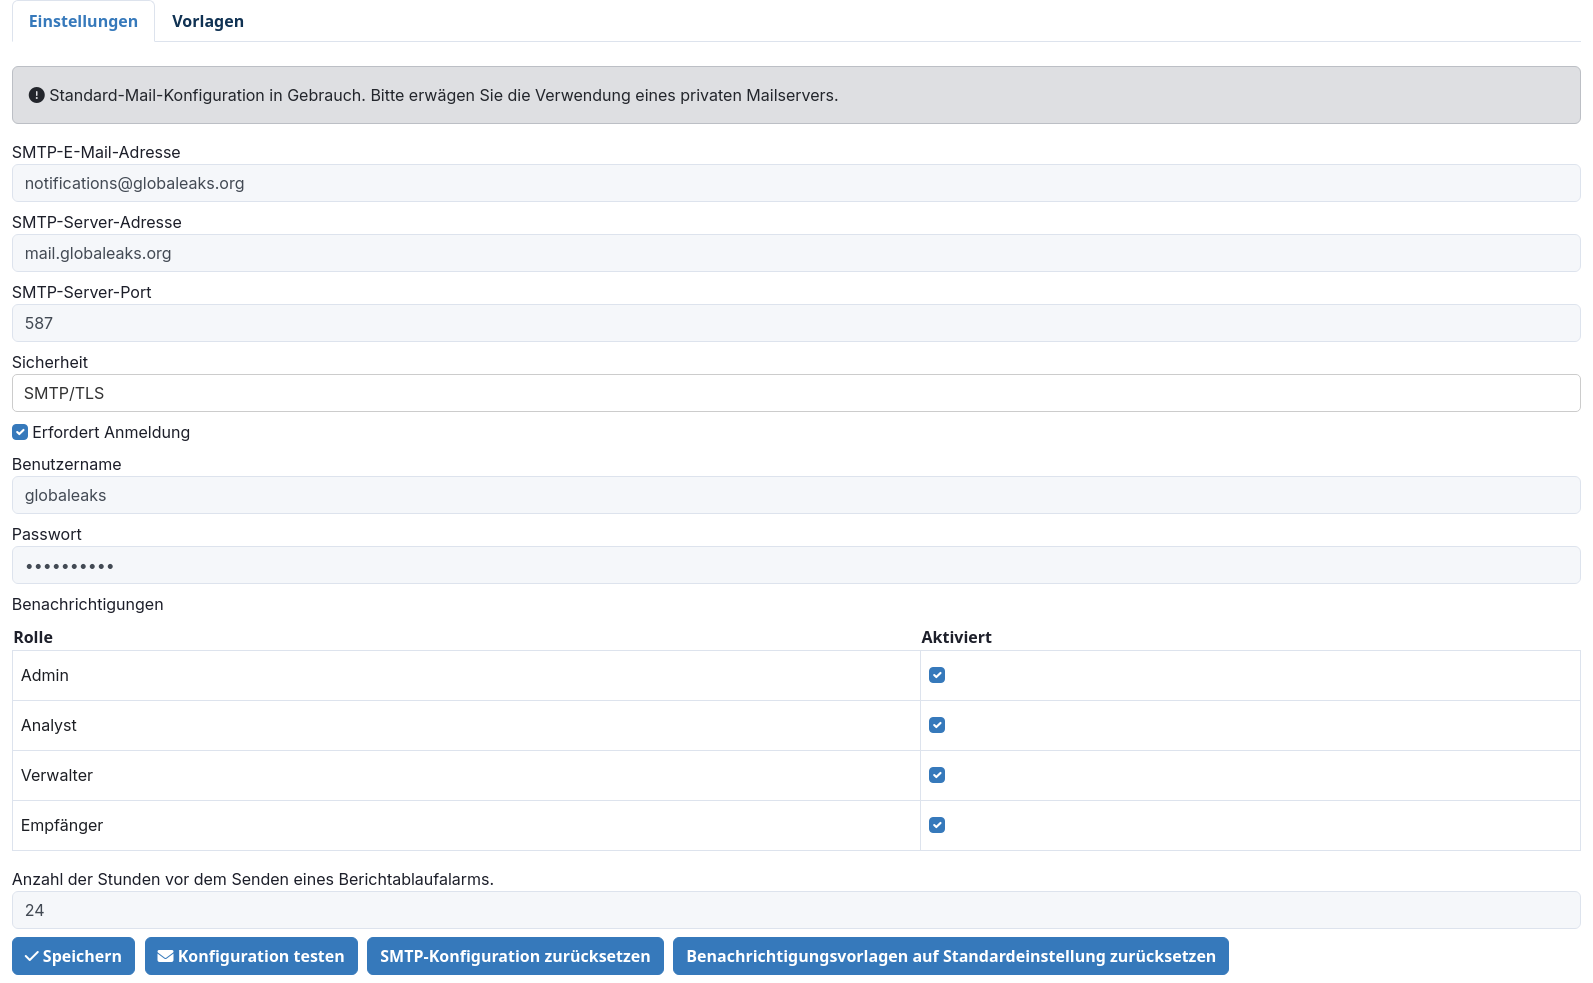 Einstellungen Vorlagen
Standard-Mail-Konfiguration in Gebrauch. Bitte erwägen Sie die Verwendung eines privaten Mailservers.
SMTP-E-Mail-Adresse
notifications@globaleaks.org
SMTP-Server-Adresse
mail.globaleaks.org
SMTP-Server-Port
587
Sicherheit
SMTP/TLS
Erfordert Anmeldung
Benutzername
globaleaks
Passwort
••••••••••
Benachrichtigungen
Rolle Aktiviert
Admin
Analyst
Verwalter
Empfänger
Anzahl der Stunden vor dem Senden eines Berichtablaufalarms.
24
Speichern Konfiguration testen SMTP-Konfiguration zurücksetzen Benachrichtigungsvorlagen auf Standardeinstellung zurücksetzen